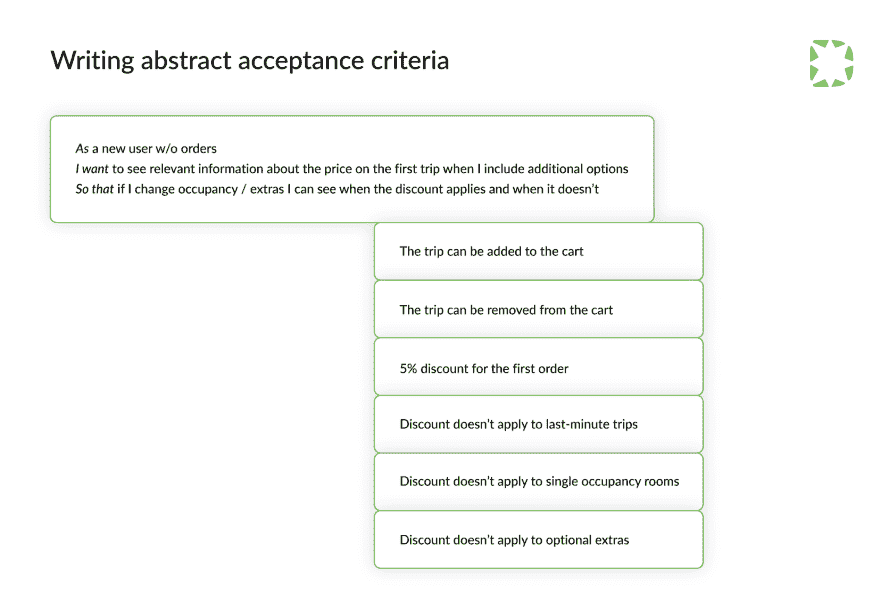 Writing abstract acceptance criteria
As a new user w/o orders
I want to see relevant information about the price on the first trip when I include additional options
So that if I change occupancy / extras I can see when the discount applies and when it doesn’t
The trip can be added to the cart
The trip can be removed from the cart
5% discount for the first order
Discount doesn’t apply to last-minute trips
Discount doesn’t apply to single occupancy rooms
Discount doesn’t apply to optional extras